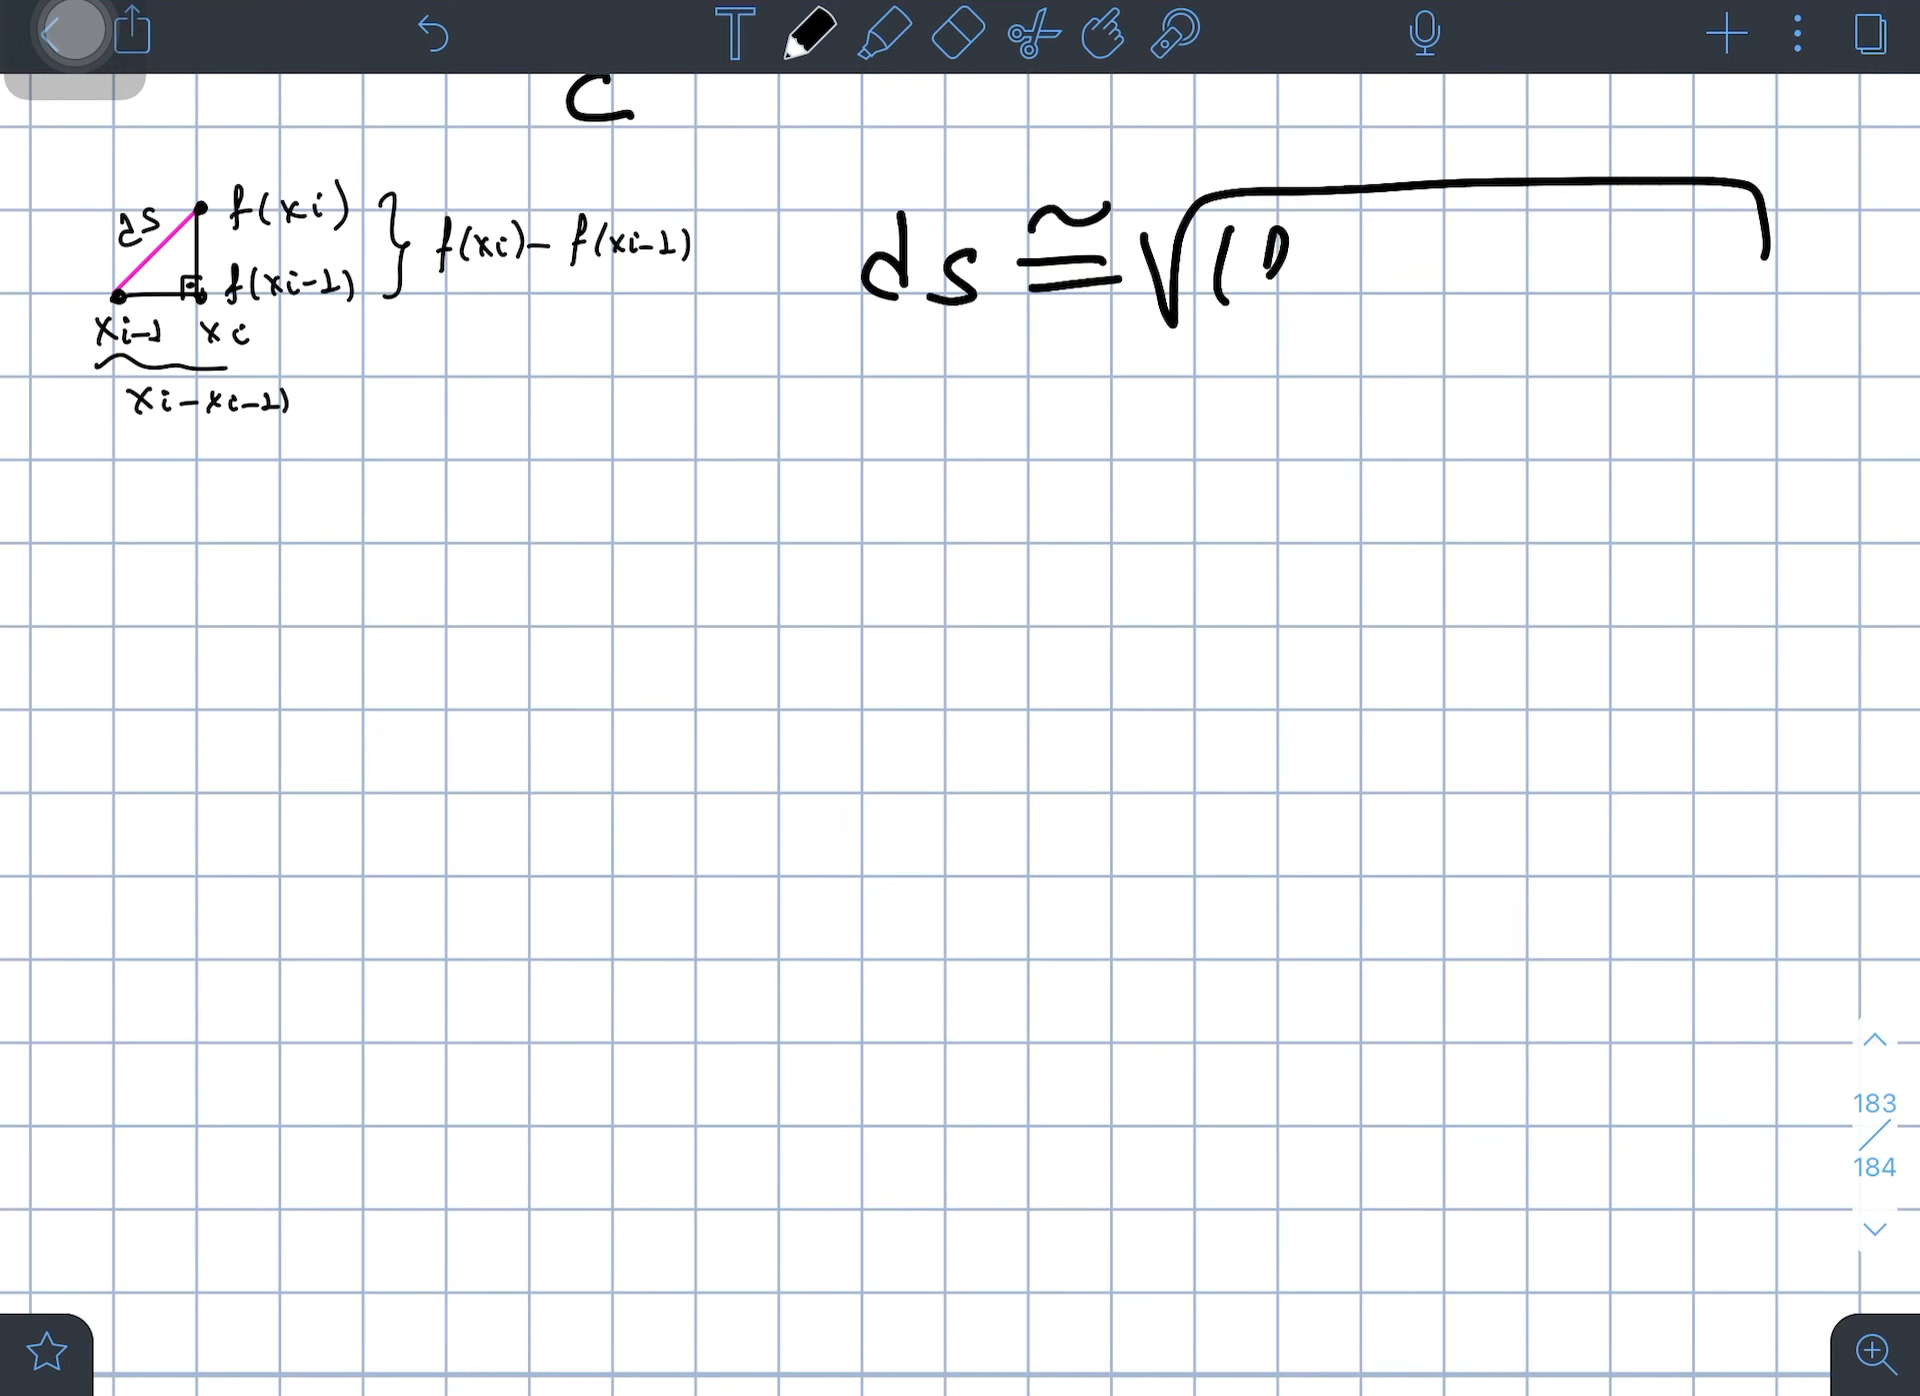 C
ds
f(xi)
f(xi-1)
f(xi) - f(xi-1)
xi-1 xi
xi - xi-1)
ds ≅ √(
183
184